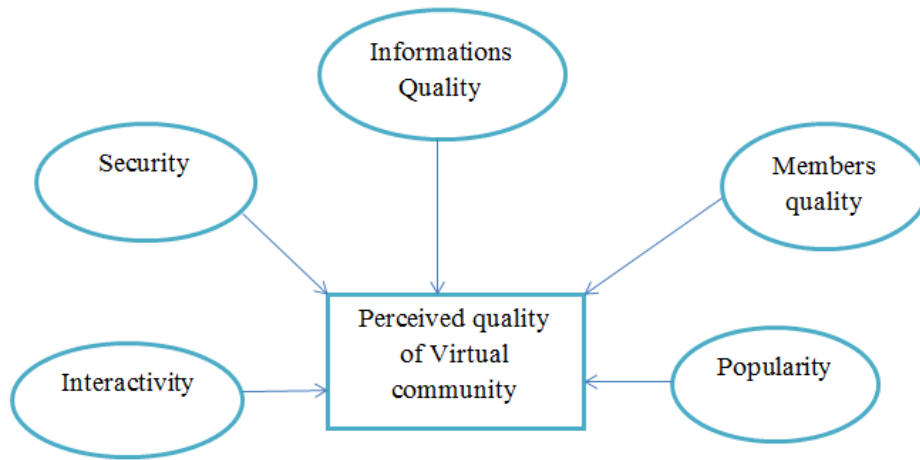 Informations
Quality
Security
Members
quality
Perceived quality
of Virtual
community
Interactivity
Popularity